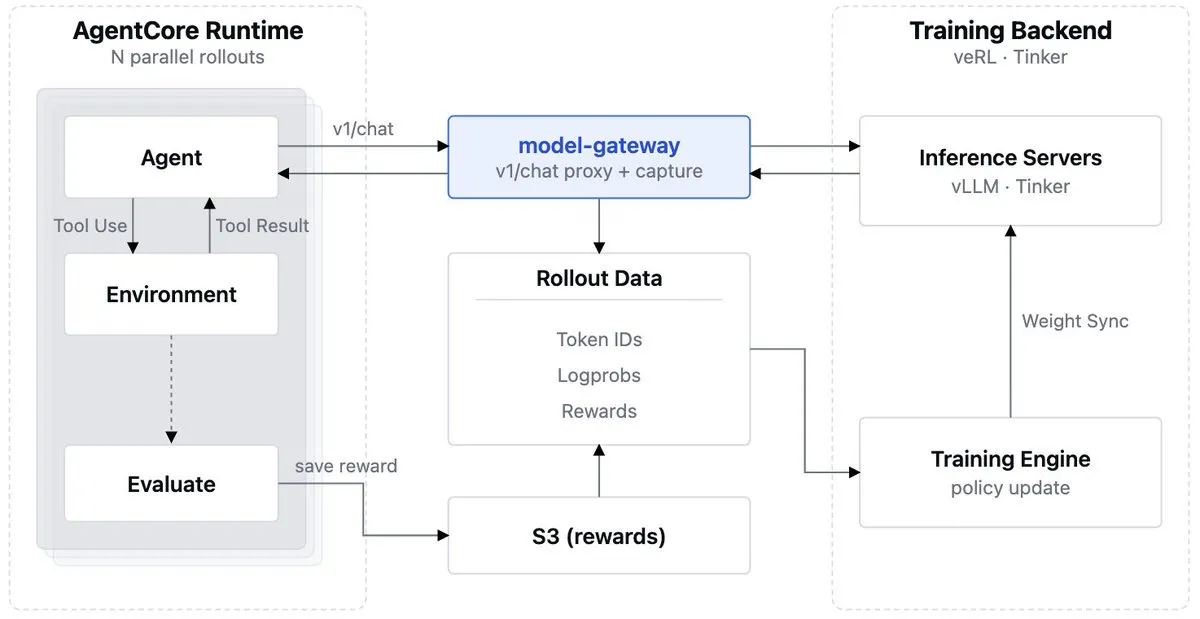 AgentCore Runtime
N parallel rollouts
Agent
Tool Use
Tool Result
Environment
Evaluate
v1/chat
save reward
model-gateway
v1/chat proxy + capture
Rollout Data
Token IDs
Logprobs
Rewards
S3 (rewards)
Training Backend
veRL · Tinker
Inference Servers
vLLM · Tinker
Weight Sync
Training Engine
policy update